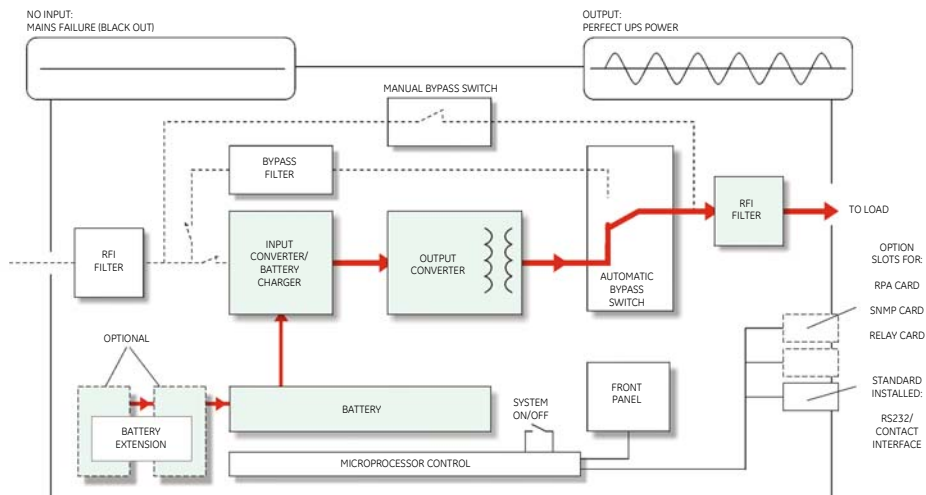 NO INPUT:
MAINS FAILURE (BLACK OUT)
OUTPUT:
PERFECT UPS POWER
MANUAL BYPASS SWITCH
BYPASS
FILTER
RFI
FILTER
INPUT
CONVERTER/
BATTERY
CHARGER
OUTPUT
CONVERTER
AUTOMATIC
BYPASS
SWITCH
RFI
FILTER
TO LOAD
OPTION
SLOTS FOR:
RPA CARD
SNMP CARD
RELAY CARD
STANDARD
INSTALLED:
RS232/
CONTACT
INTERFACE
OPTIONAL
BATTERY
EXTENSION
BATTERY
SYSTEM
ON/OFF
FRONT
PANEL
MICROPROCESSOR CONTROL